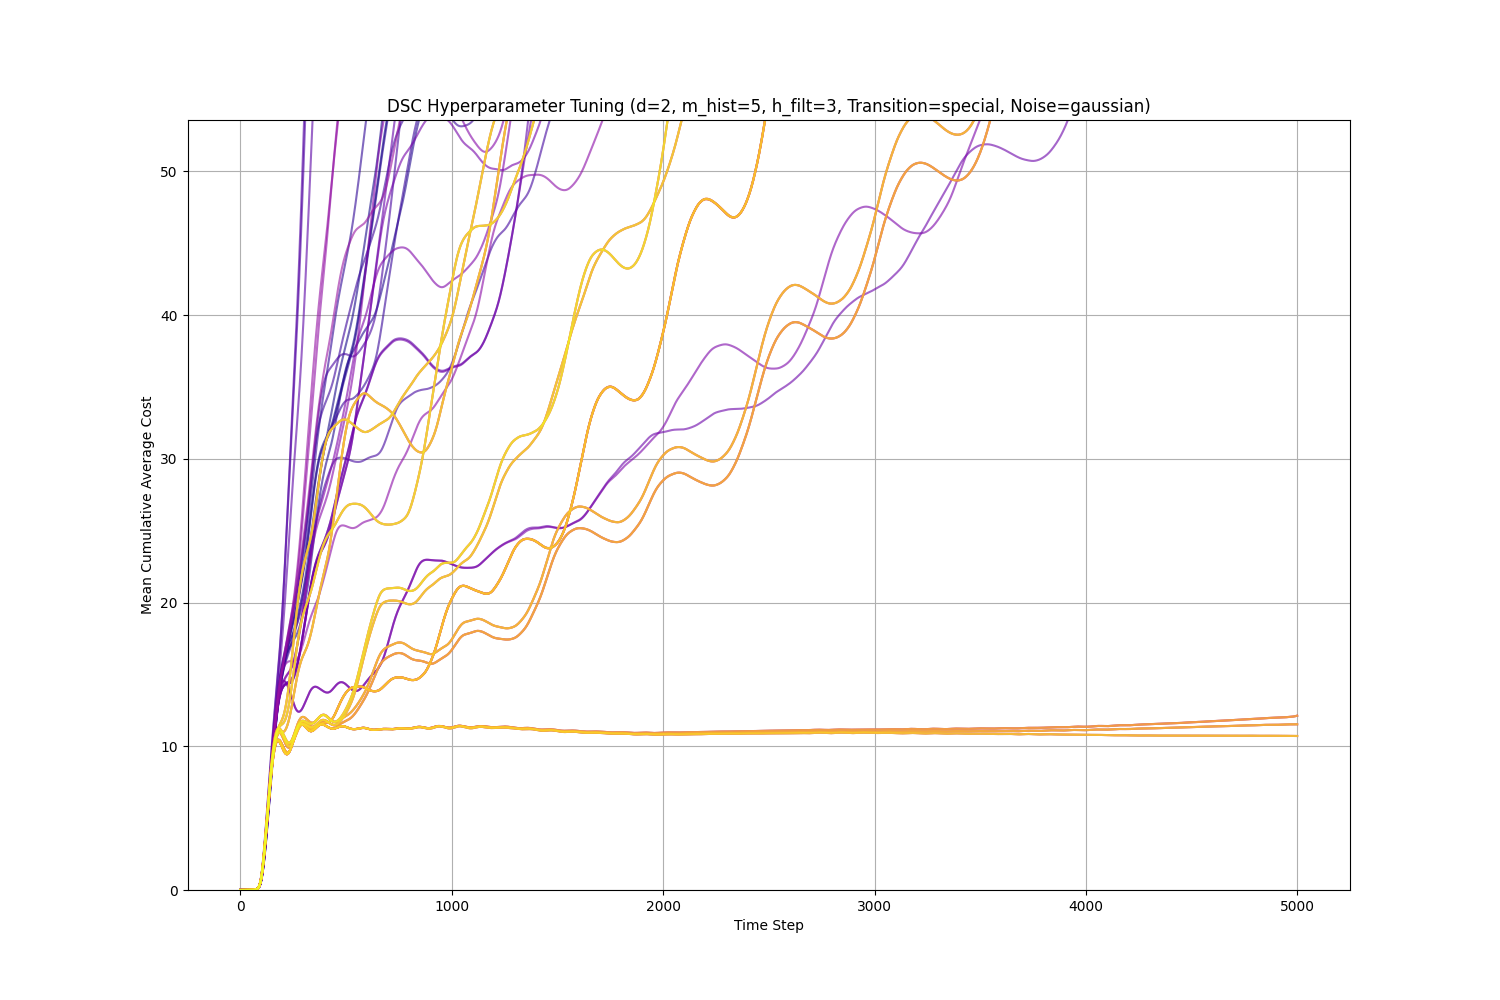 DSC Hyperparameter Tuning (d=2, m_hist=5, h_filt=3, Transition=special, Noise=gaussian)
50
40
30
20
10
0
Mean Cumulative Average Cost
0 1000 2000 3000 4000 5000
Time Step